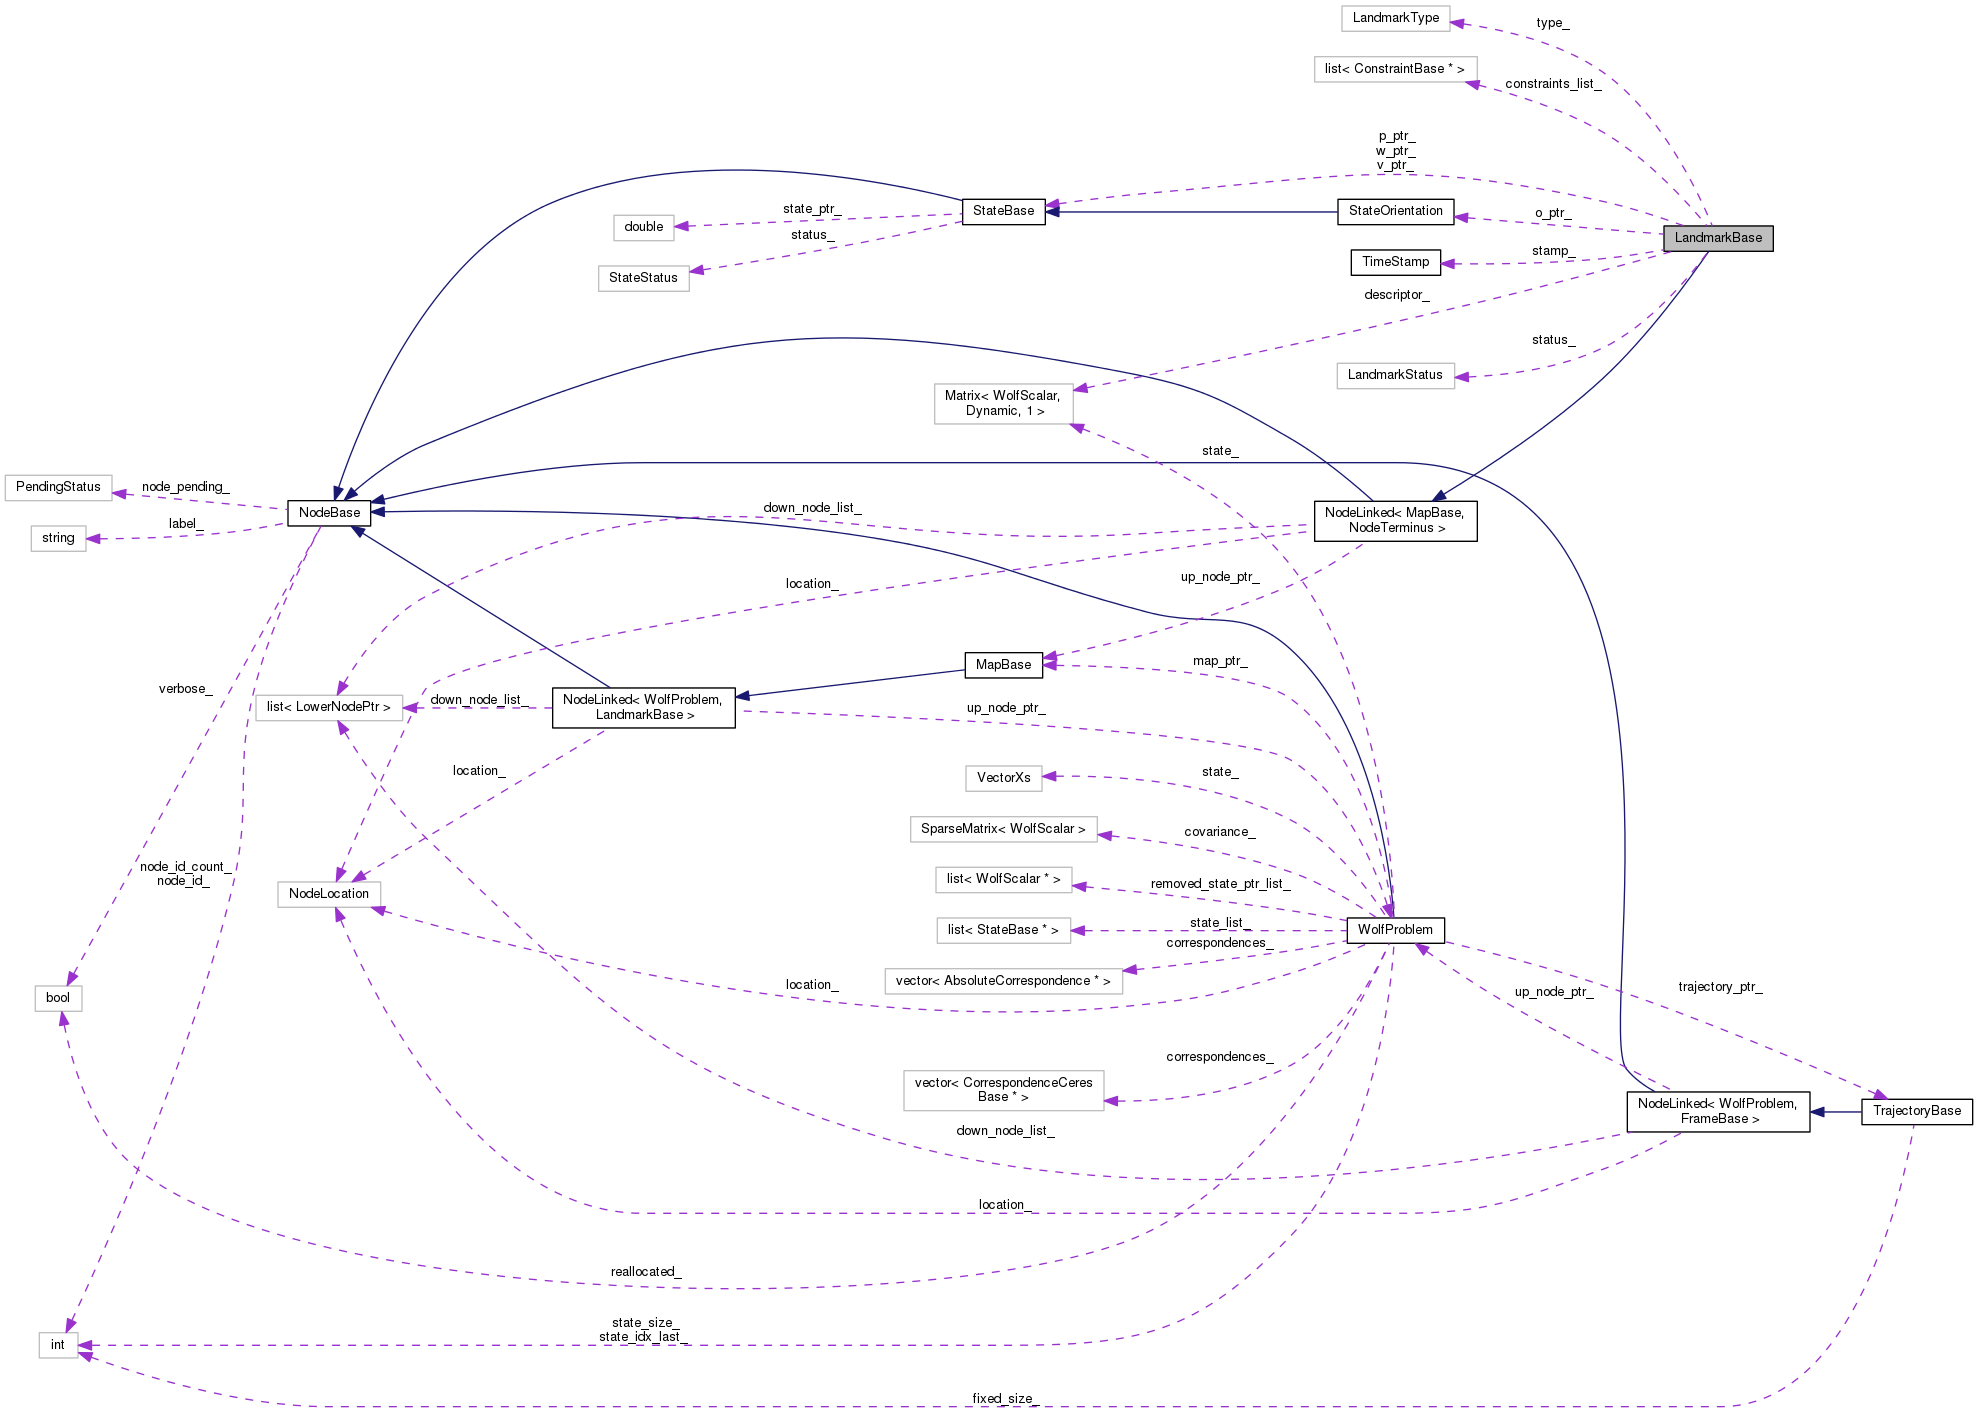 LandmarkType
type_
list< ConstraintBase * >
constraints_list_
p_ptr_
w_ptr_
v_ptr_
StateBase
StateOrientation
o_ptr_
state_ptr_
double
status_
LandmarkBase
stamp_
TimeStamp
StateStatus
descriptor_
status_
LandmarkStatus
Matrix< WolfScalar,
Dynamic, 1 >
state_
PendingStatus
node_pending_
NodeBase
label_
string
down_node_list_
NodeLinked< MapBase,
NodeTerminus >
location_
up_node_ptr_
MapBase
map_ptr_
verbose_
list< LowerNodePtr >
down_node_list_
NodeLinked< WolfProblem,
LandmarkBase >
up_node_ptr_
location_
VectorXs
state_
SparseMatrix< WolfScalar >
covariance_
node_id_count_
node_id_
NodeLocation
list< WolfScalar * >
removed_state_ptr_list_
list< StateBase * >
state_list_
WolfProblem
correspondences_
vector< AbsoluteCorrespondence * >
location_
bool
up_node_ptr_
trajectory_ptr_
correspondences_
vector< CorrespondenceCeres
Base * >
NodeLinked< WolfProblem,
FrameBase >
TrajectoryBase
down_node_list_
location_
reallocated_
state_size_
state_idx_last_
int
fixed_size_